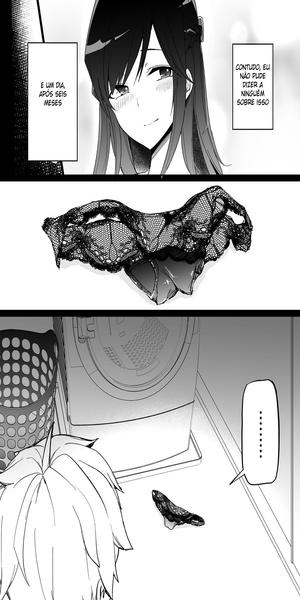 CONTUDO, EU
NÃO PUDE
DIZER A
NINGUÉM
SOBRE ISSO
E UM DIA,
APÓS SEIS
MESES
........